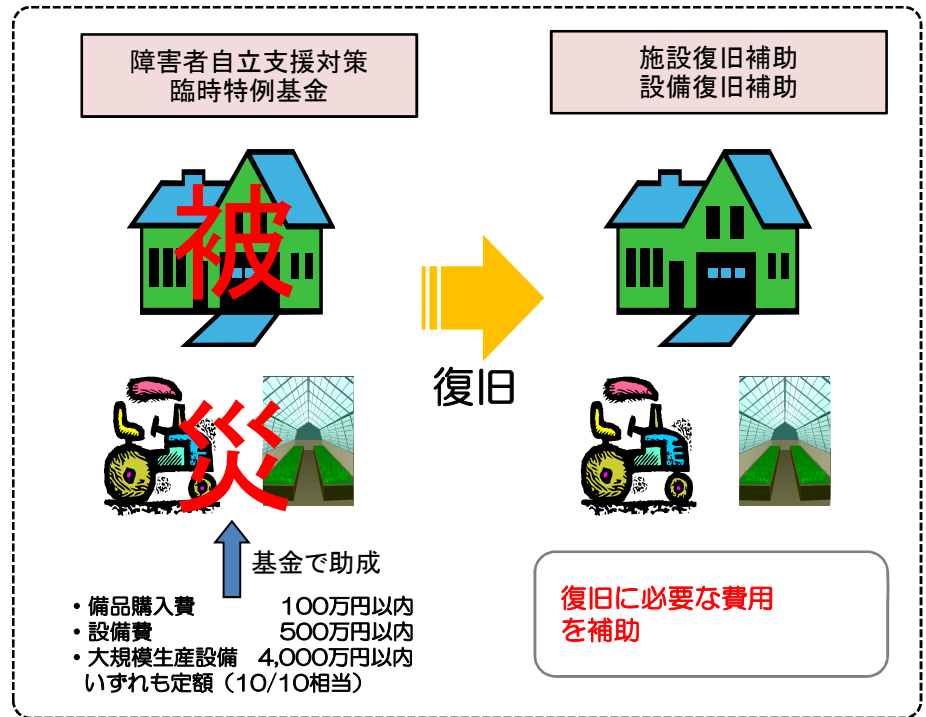 障害者自立支援対策
臨時特例基金
施設復旧補助
設備復旧補助
被
災
復旧
基金で助成
・備品購入費 100万円以内
・設備費 500万円以内
・大規模生産設備 4,000万円以内
いずれも定額（10/10相当）
復旧に必要な費用
を補助